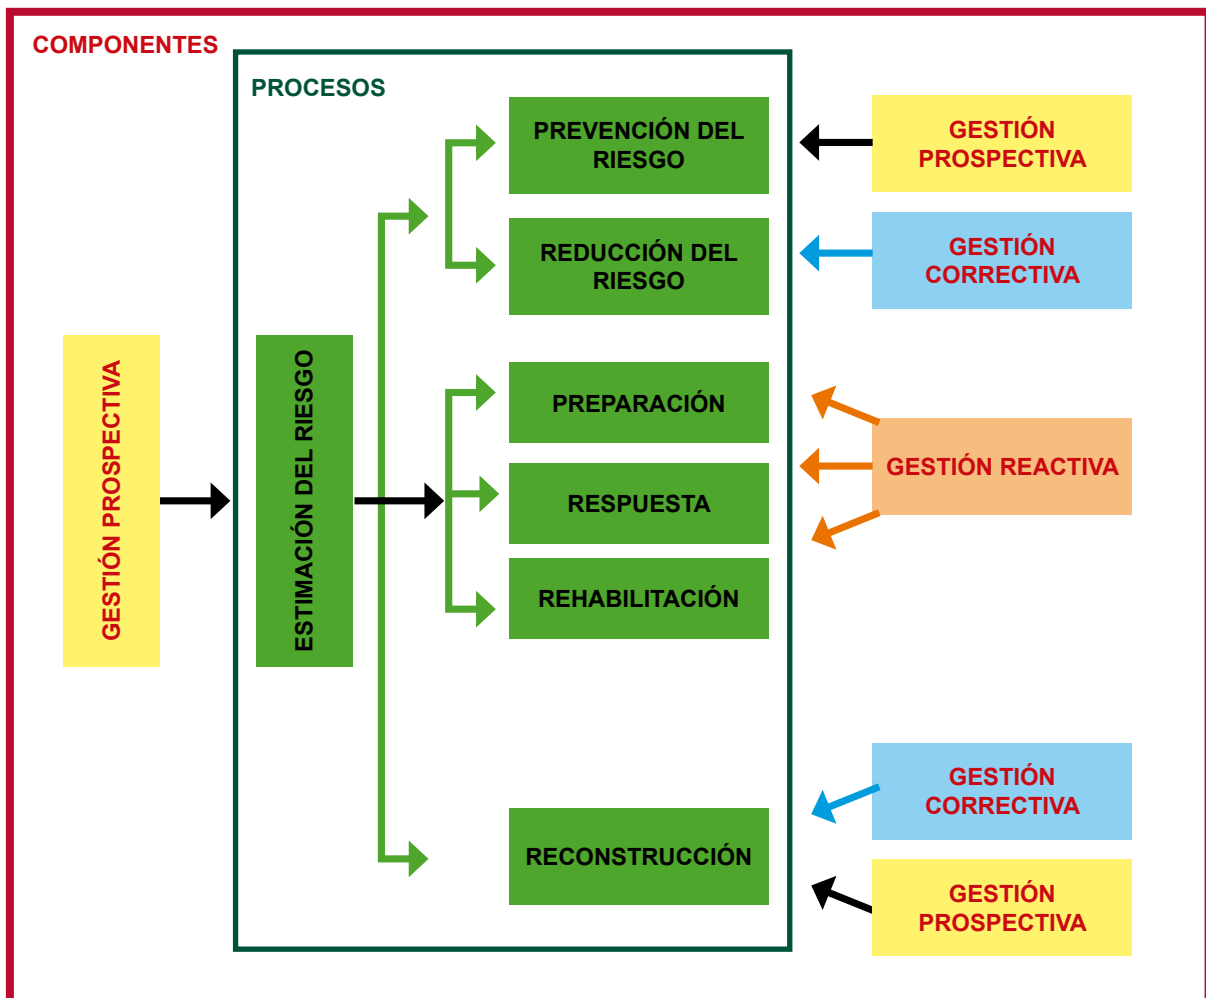 COMPONENTES
PROCESOS
GESTIÓN PROSPECTIVA
ESTIMACIÓN DEL RIESGO
PREVENCIÓN DEL
RIESGO
REDUCCIÓN DEL
RIESGO
PREPARACIÓN
RESPUESTA
REHABILITACIÓN
RECONSTRUCCIÓN
GESTIÓN
PROSPECTIVA
GESTIÓN
CORRECTIVA
GESTIÓN REACTIVA
GESTIÓN
CORRECTIVA
GESTIÓN
PROSPECTIVA